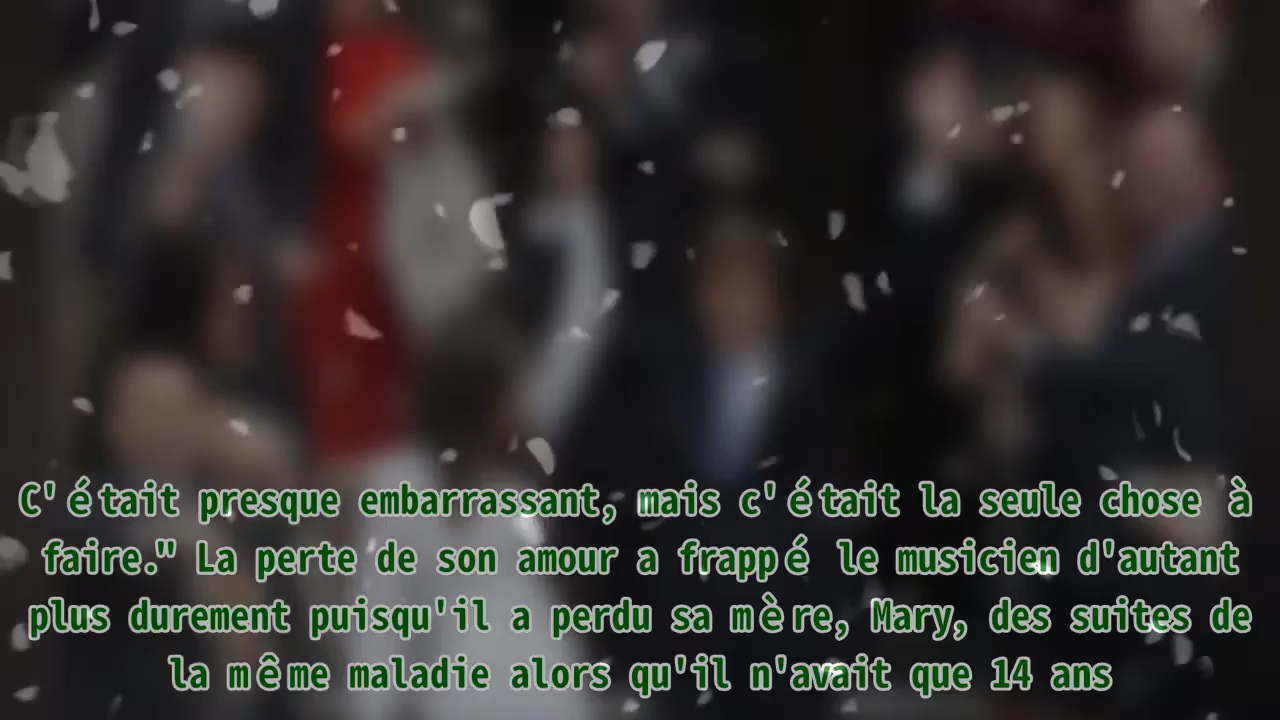 C'était presque embarrassant, mais c'était la seule chose à
faire." La perte de son amour a frappé le musicien d'autant
plus durement puisqu'il a perdu sa mère, Mary, des suites de
la même maladie alors qu'il n'avait que 14 ans